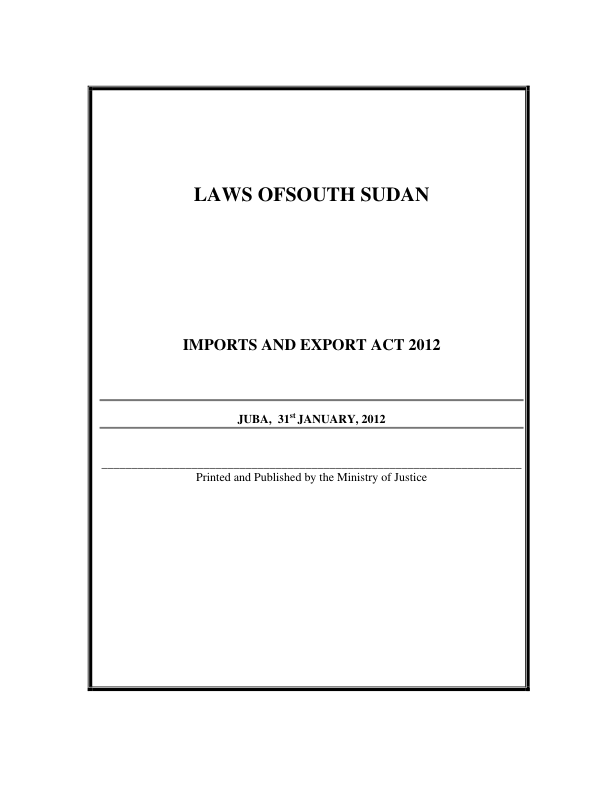 LAWS OFSOUTH SUDAN
IMPORTS AND EXPORT ACT 2012
JUBA, 31st JANUARY, 2012
Printed and Published by the Ministry of Justice